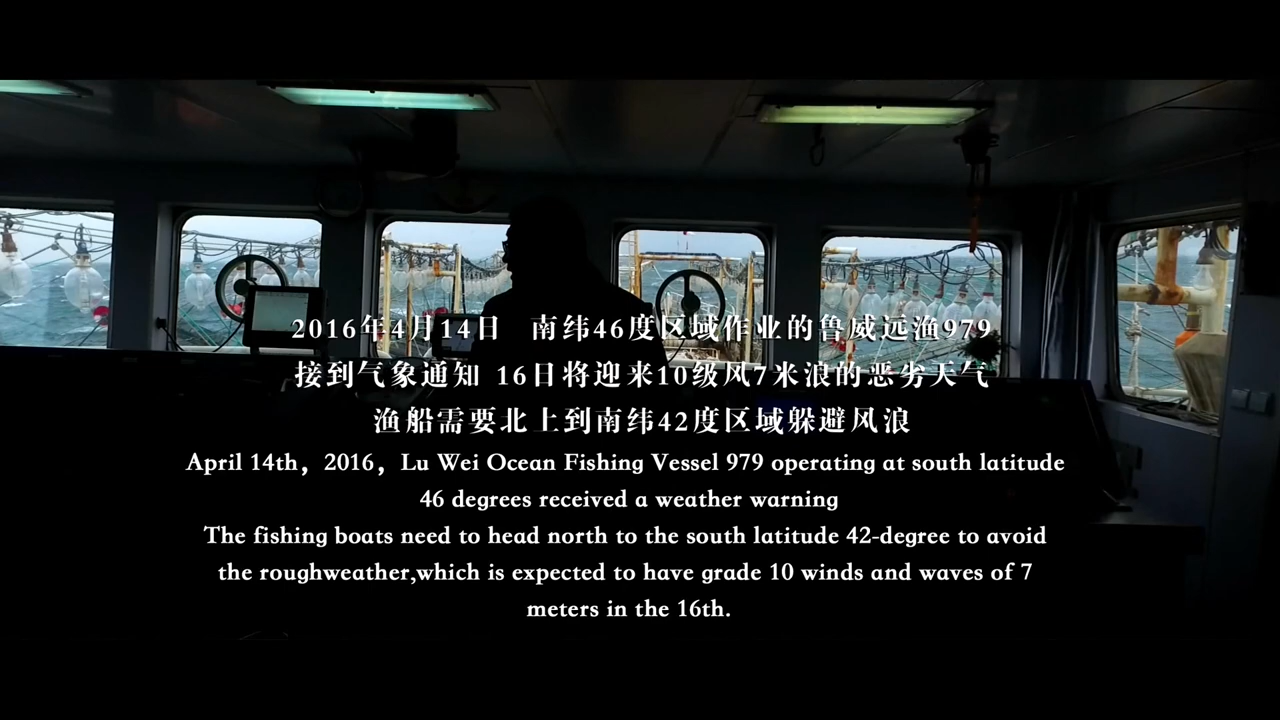 2016年4月14日 南纬46度区域作业的鲁威远渔979
接到气象通知 16日将迎来10级风7米浪的恶劣天气
渔船需要北上到南纬42度区域躲避风浪
April 14th，2016，Lu Wei Ocean Fishing Vessel 979 operating at south latitude
46 degrees received a weather warning
The fishing boats need to head north to the south latitude 42-degree to avoid
the roughweather,which is expected to have grade 10 winds and waves of 7
meters in the 16th.